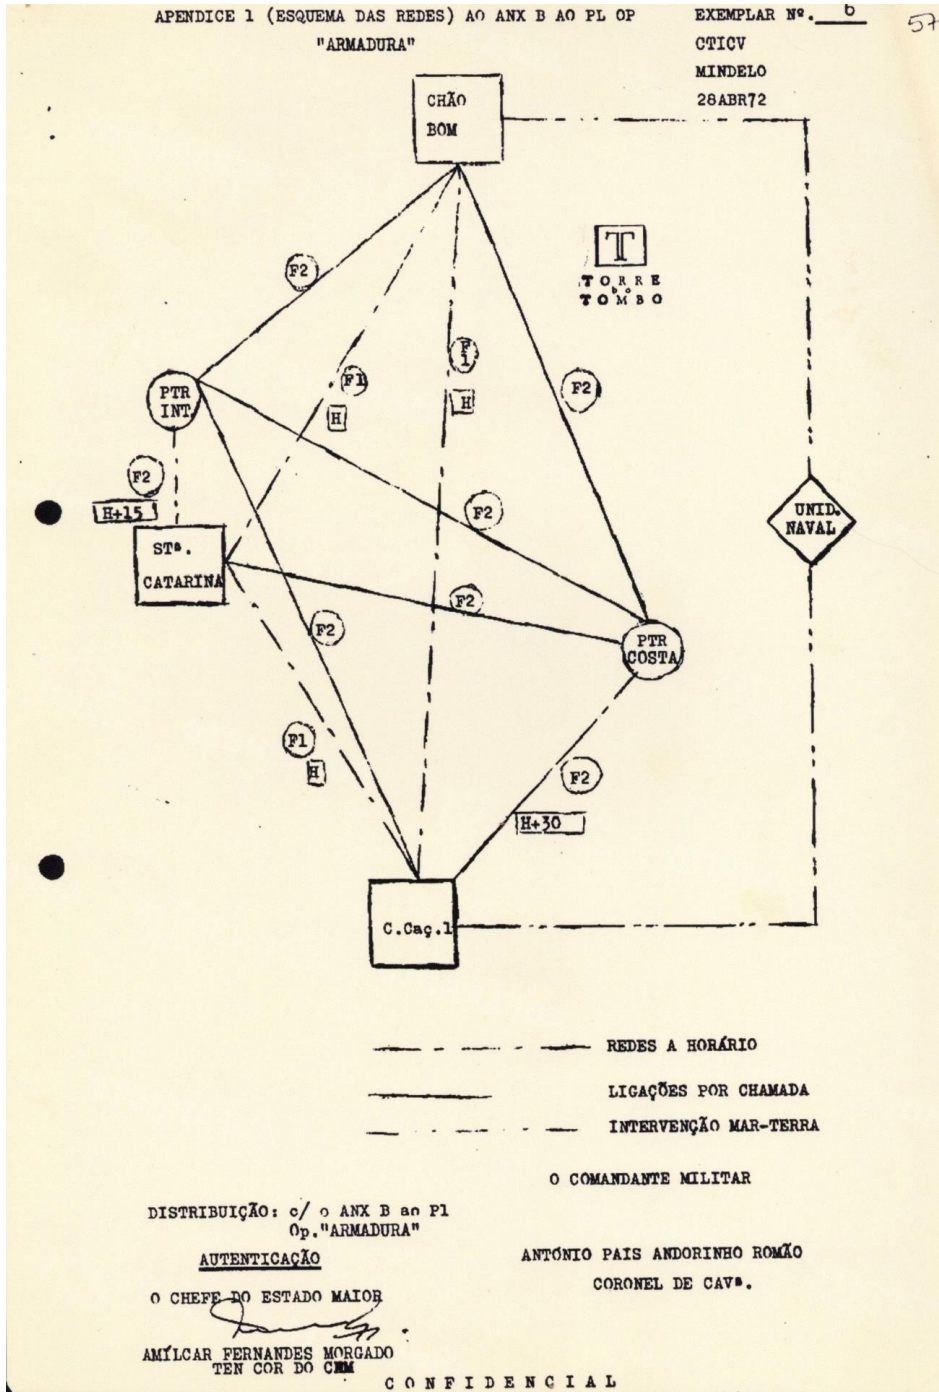 APENDICE 1 (ESQUEMA DAS REDES) AO ANX B AO PL OP
"ARMADURA"
EXEMPLAR Nº. 6
57
CTICV
MINDELO
28ABR72
CHÃO
BOM
T
TORRE
DO
TOMBO
F2
F1
H
F
1
H
F2
PTR
INT.
F2
H+15
STª.
CATARINA
F2
F2
F2
UNID.
NAVAL
PTR
COSTA
F1
H
F2
H+30
C.Caç.1
REDES A HORÁRIO
LIGAÇÕES POR CHAMADA
INTERVENÇÃO MAR-TERRA
O COMANDANTE MILITAR
DISTRIBUIÇÃO: c/ o ANX B ao Pl
Op."ARMADURA"
AUTENTICAÇÃO
ANTÓNIO PAIS ANDORINHO ROMÃO
CORONEL DE CAVª.
O CHEFE DO ESTADO MAIOR
AMÍLCAR FERNANDES MORGADO
TEN COR DO CEM
CONFIDENCIAL